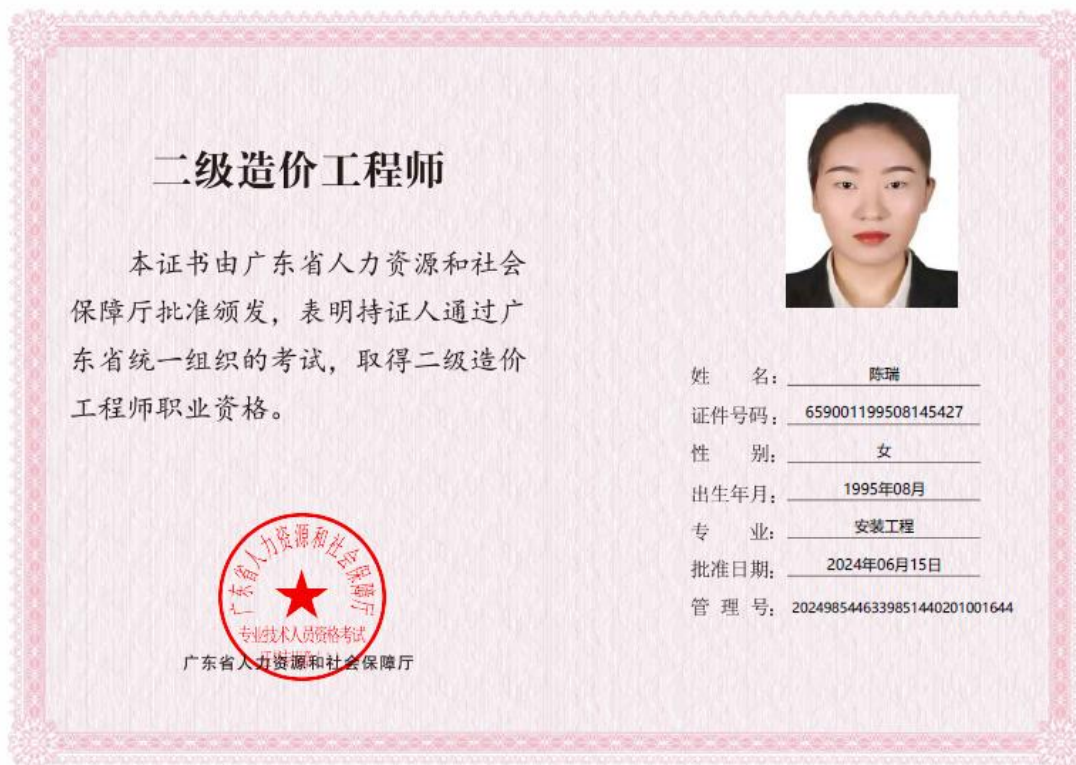 二级造价工程师
本证书由广东省人力资源和社会
保障厅批准颁发，表明持证人通过广
东省统一组织的考试，取得二级造价
工程师职业资格。
广东省人力资源和社会保障厅
专业技术人员资格考试
广东省人力资源和社会保障厅
姓 名：陈瑞
证件号码：659001199508145427
性 别：女
出生年月：1995年08月
专 业：安装工程
批准日期：2024年06月15日
管 理 号：2024985446339851440201001644